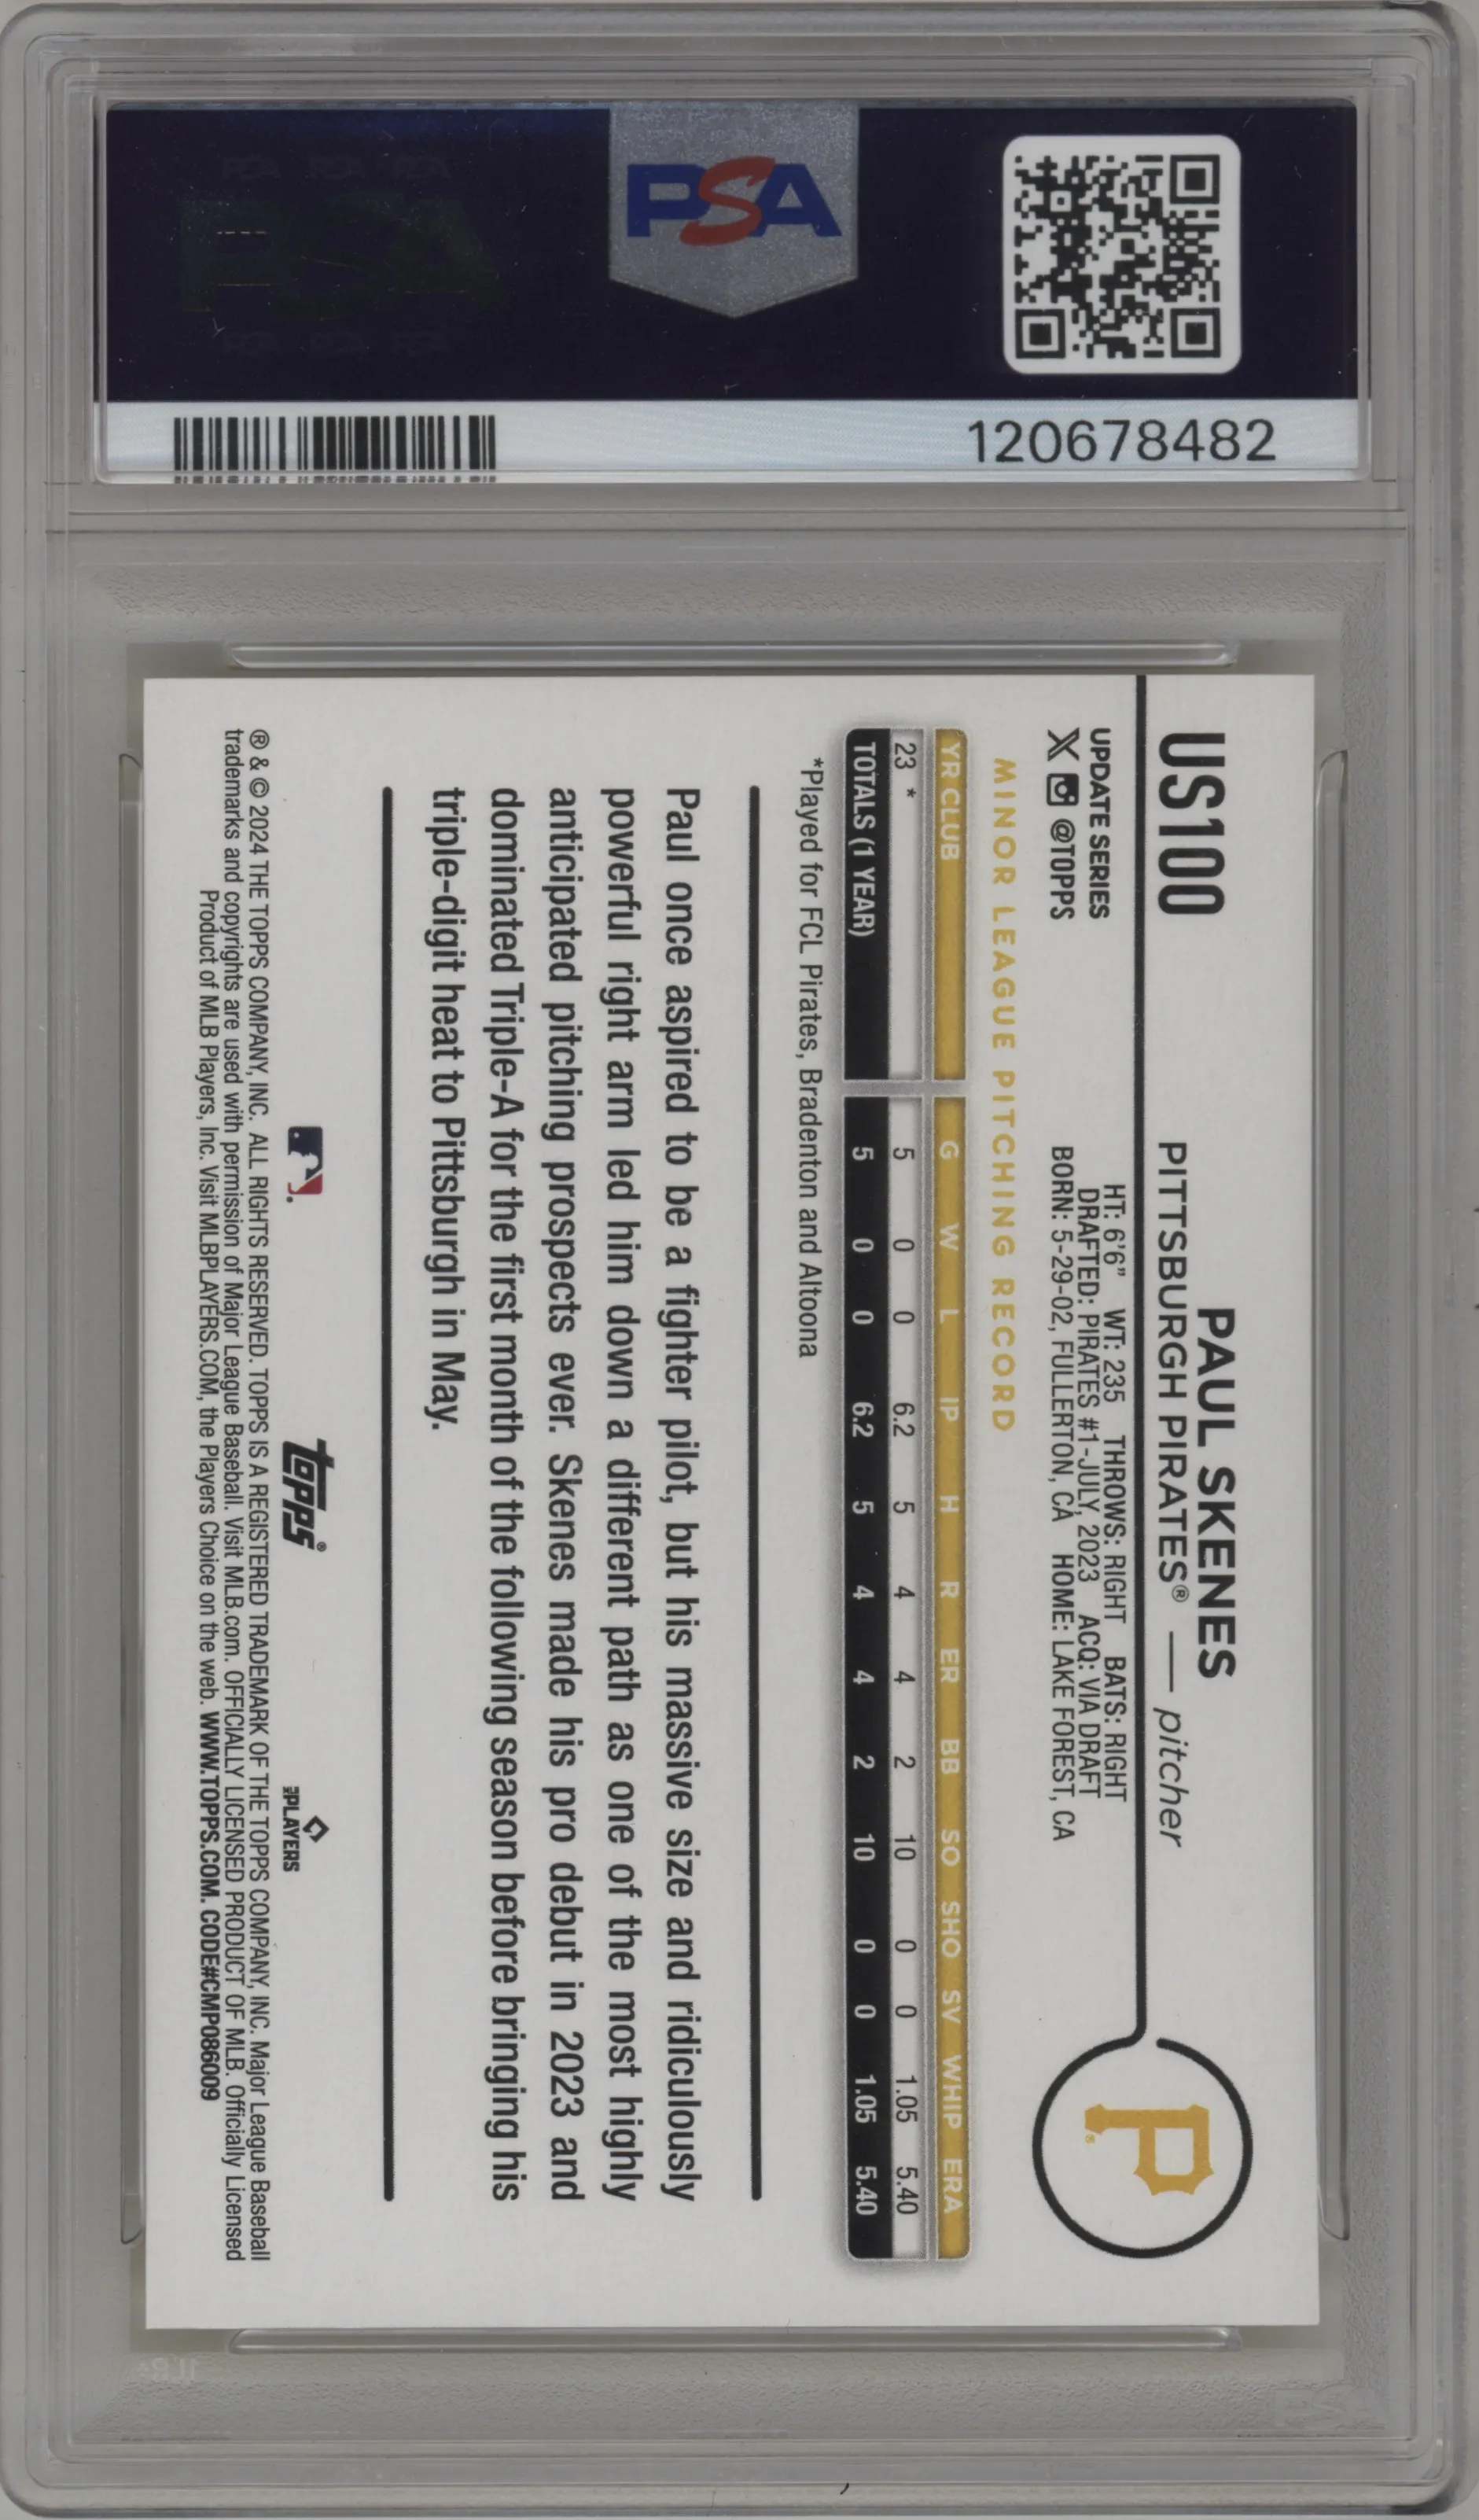 PSA
120678482
US100
PAUL SKENES
PITTSBURGH PIRATES® — pitcher
UPDATE SERIES
X @TOPPS
HT: 6'6" WT: 235 THROWS: RIGHT BATS: RIGHT
DRAFTED: PIRATES #1-JULY, 2023 ACQ: VIA DRAFT
BORN: 5-29-02, FULLERTON, CA HOME: LAKE FOREST, CA
P®
MINOR LEAGUE PITCHING RECORD
YR CLUB G W L IP H R ER BB SO SHO SV WHIP ERA
23 * 5 0 0 6.2 5 4 4 2 10 0 0 1.05 5.40
TOTALS (1 YEAR) 5 0 0 6.2 5 4 4 2 10 0 0 1.05 5.40
*Played for FCL Pirates, Bradenton and Altoona
Paul once aspired to be a fighter pilot, but his massive size and ridiculously
powerful right arm led him down a different path as one of the most highly
anticipated pitching prospects ever. Skenes made his pro debut in 2023 and
dominated Triple-A for the first month of the following season before bringing his
triple-digit heat to Pittsburgh in May.
topps®
PLAYERS
® & © 2024 THE TOPPS COMPANY, INC. ALL RIGHTS RESERVED. TOPPS IS A REGISTERED TRADEMARK OF THE TOPPS COMPANY, INC. Major League Baseball
trademarks and copyrights are used with permission of Major League Baseball. Visit MLB.com. OFFICIALLY LICENSED PRODUCT OF MLB. Officially Licensed
Product of MLB Players, Inc. Visit MLBPLAYERS.COM, the Players Choice on the web. WWW.TOPPS.COM. CODE#CMP086009